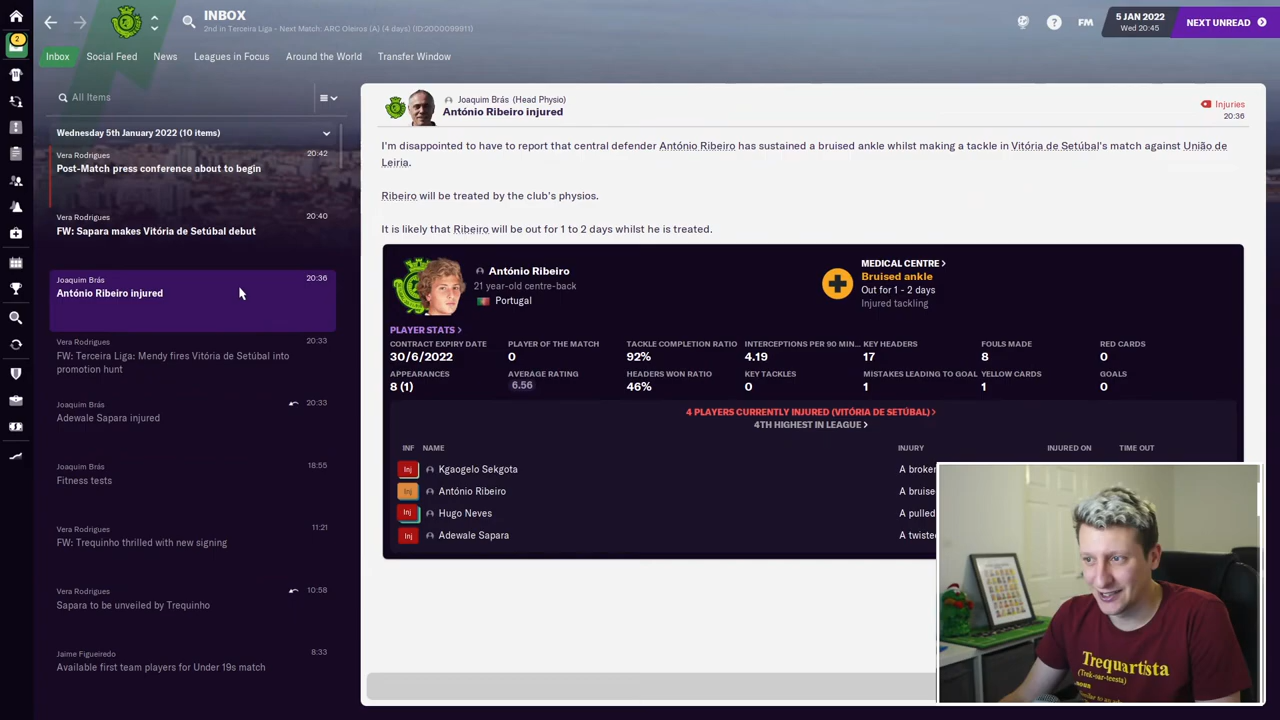 INBOX
2nd in Terceira Liga - Next Match: ARC Oleiros (A) (4 days) (ID:2000099911)
FM
5 JAN 2022
Wed 20:45
NEXT UNREAD
2
Inbox
Social Feed
News
Leagues in Focus
Around the World
Transfer Window
All Items
Wednesday 5th January 2022 (10 items)
Vera Rodrigues
20:42
Post-Match press conference about to begin
Vera Rodrigues
20:40
FW: Sapara makes Vitória de Setúbal debut
Joaquim Brás
20:36
António Ribeiro injured
Vera Rodrigues
20:33
FW: Terceira Liga: Mendy fires Vitória de Setúbal into
promotion hunt
Joaquim Brás
20:33
Adewale Sapara injured
Joaquim Brás
18:55
Fitness tests
Vera Rodrigues
11:21
FW: Trequinho thrilled with new signing
Vera Rodrigues
10:58
Sapara to be unveiled by Trequinho
Jaime Figueiredo
8:33
Available first team players for Under 19s match
Joaquim Brás (Head Physio)
António Ribeiro injured
Injuries
20:36
I'm disappointed to have to report that central defender António Ribeiro has sustained a bruised ankle whilst making a tackle in Vitória de Setúbal's match against União de
Leiria.
Ribeiro will be treated by the club's physios.
It is likely that Ribeiro will be out for 1 to 2 days whilst he is treated.
António Ribeiro
21 year-old centre-back
Portugal
MEDICAL CENTRE
Bruised ankle
Out for 1 - 2 days
Injured tackling
PLAYER STATS
CONTRACT EXPIRY DATE PLAYER OF THE MATCH TACKLE COMPLETION RATIO INTERCEPTIONS PER 90 MIN... KEY HEADERS FOULS MADE RED CARDS
30/6/2022 0 92% 4.19 17 8 0
APPEARANCES AVERAGE RATING HEADERS WON RATIO KEY TACKLES MISTAKES LEADING TO GOAL YELLOW CARDS GOALS
8 (1) 6.56 46% 0 1 1 0
4 PLAYERS CURRENTLY INJURED (VITÓRIA DE SETÚBAL)
4TH HIGHEST IN LEAGUE
INF NAME INJURY INJURED ON TIME OUT
Inj Kgaogelo Sekgota A broke
Inj António Ribeiro A bruise
Inj Hugo Neves A pulled
Inj Adewale Sapara A twiste
Trequartista
(Trek-oar-teesta)